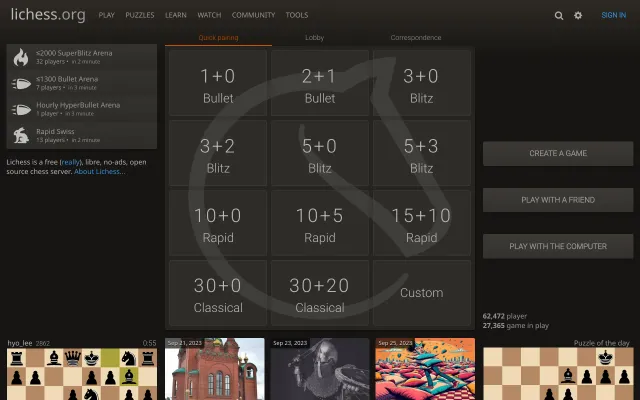 lichess.org PLAY PUZZLES LEARN WATCH COMMUNITY TOOLS SIGN IN
Quick pairing Lobby Correspondence
≤2000 SuperBlitz Arena
32 players • in 2 minute
≤1300 Bullet Arena
7 players • in 3 minute
Hourly HyperBullet Arena
1 player • in 3 minute
Rapid Swiss
13 players • in 2 minute
Lichess is a free (really), libre, no-ads, open
source chess server. About Lichess...
1+0
Bullet
2+1
Bullet
3+0
Blitz
3+2
Blitz
5+0
Blitz
5+3
Blitz
10+0
Rapid
10+5
Rapid
15+10
Rapid
30+0
Classical
30+20
Classical
Custom
CREATE A GAME
PLAY WITH A FRIEND
PLAY WITH THE COMPUTER
62,472 player
27,365 game in play
hyo_lee 2862 0:55
Sep 21, 2023
Sep 23, 2023
Sep 25, 2023
Puzzle of the day